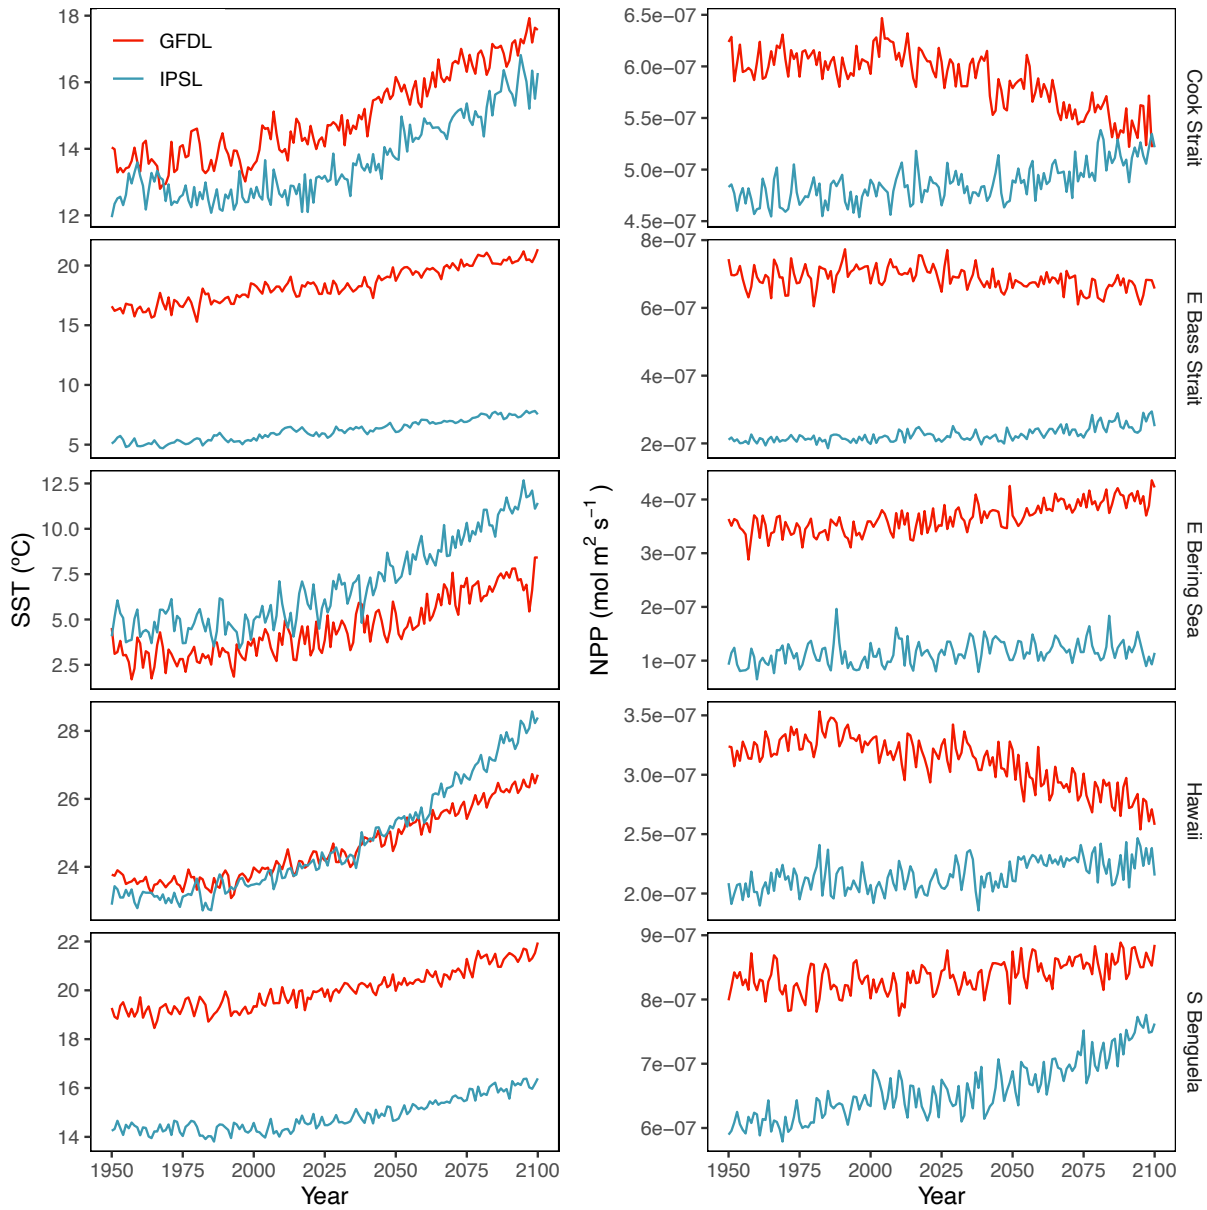 GFDL
IPSL
18
16
14
12
6.5e−07
6.0e−07
5.5e−07
5.0e−07
4.5e−07
Cook Strait
20
15
10
5
8e−07
6e−07
4e−07
2e−07
E Bass Strait
SST (ºC)
12.5
10.0
7.5
5.0
2.5
NPP (mol m² s⁻¹ )
4e−07
3e−07
2e−07
1e−07
E Bering Sea
28
26
24
3.5e−07
3.0e−07
2.5e−07
2.0e−07
Hawaii
22
20
18
16
14
9e−07
8e−07
7e−07
6e−07
S Benguela
1950 1975 2000 2025 2050 2075 2100
Year
1950 1975 2000 2025 2050 2075 2100
Year